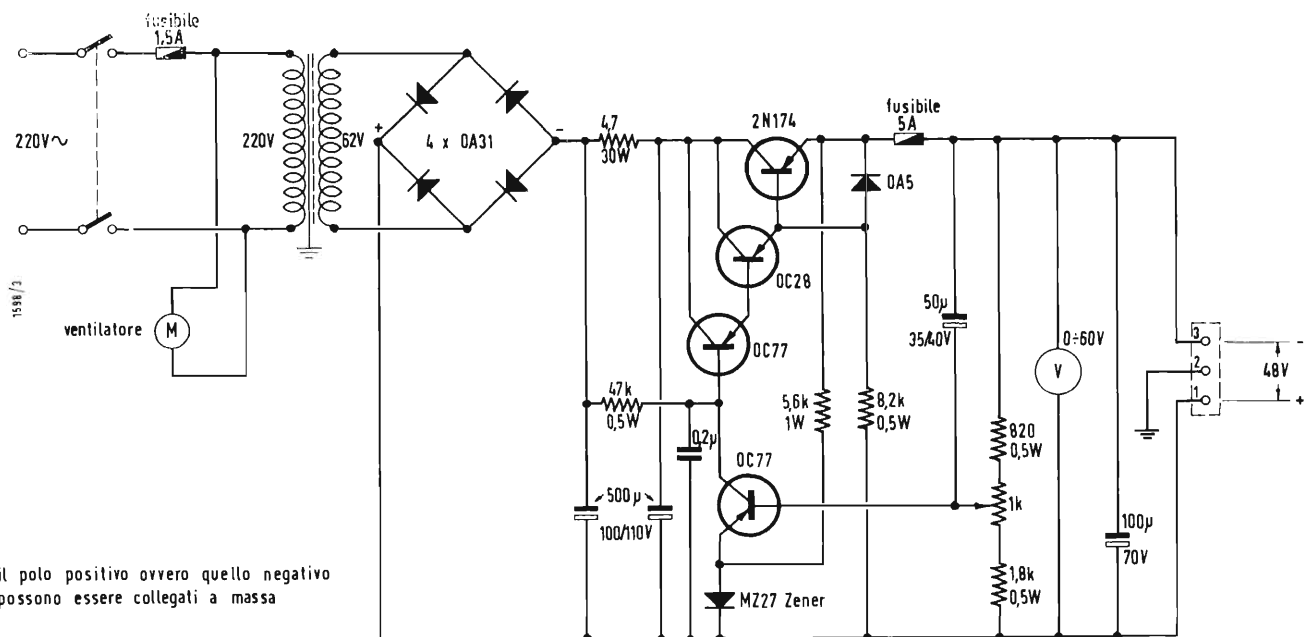 fusibile
1,5A
220V~
220V
62V
+
4 x OA31
-
4,7
30W
2N174
fusibile
5A
OA5
OC28
OC77
ventilatore
M
1598/3
47k
0,5W
0,2µ
500µ
100/110V
OC77
5,6k
1W
8,2k
0,5W
50µ
35/40V
0÷60V
V
820
0,5W
1k
1,8k
0,5W
100µ
70V
3
2
1
-
48V
+
MZ27 Zener
il polo positivo ovvero quello negativo
possono essere collegati a massa